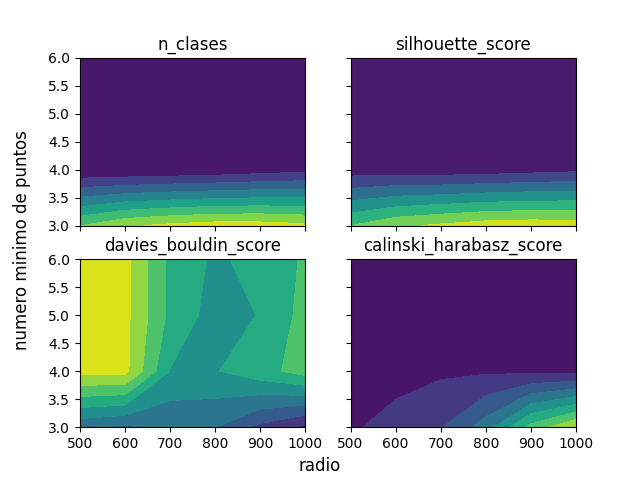 n_clases
silhouette_score
6.0
5.5
5.0
4.5
4.0
3.5
3.0
numero minimo de puntos
davies_bouldin_score
calinski_harabasz_score
6.0
5.5
5.0
4.5
4.0
3.5
3.0
500 600 700 800 900 1000
500 600 700 800 900 1000
radio